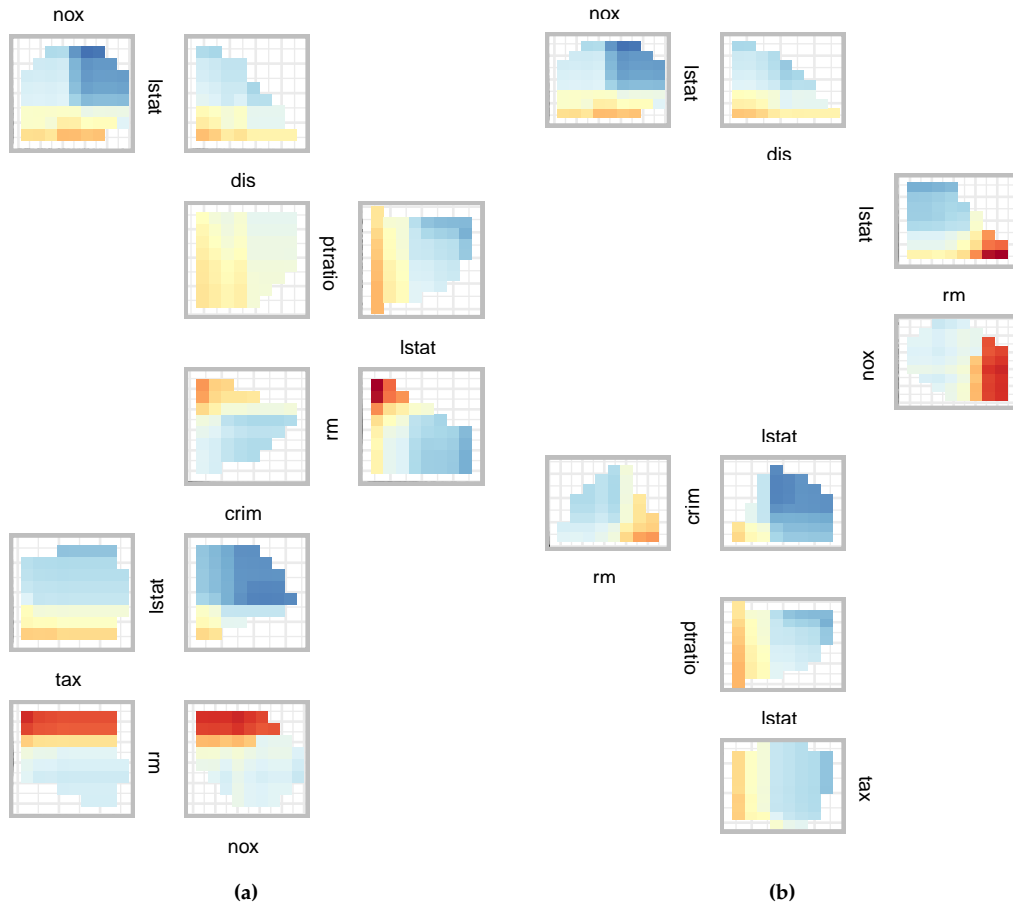 nox
lstat
dis
ptratio
lstat
rm
crim
lstat
tax
rm
nox
(a)
nox
lstat
dis
lstat
rm
nox
lstat
crim
rm
ptratio
lstat
tax
(b)